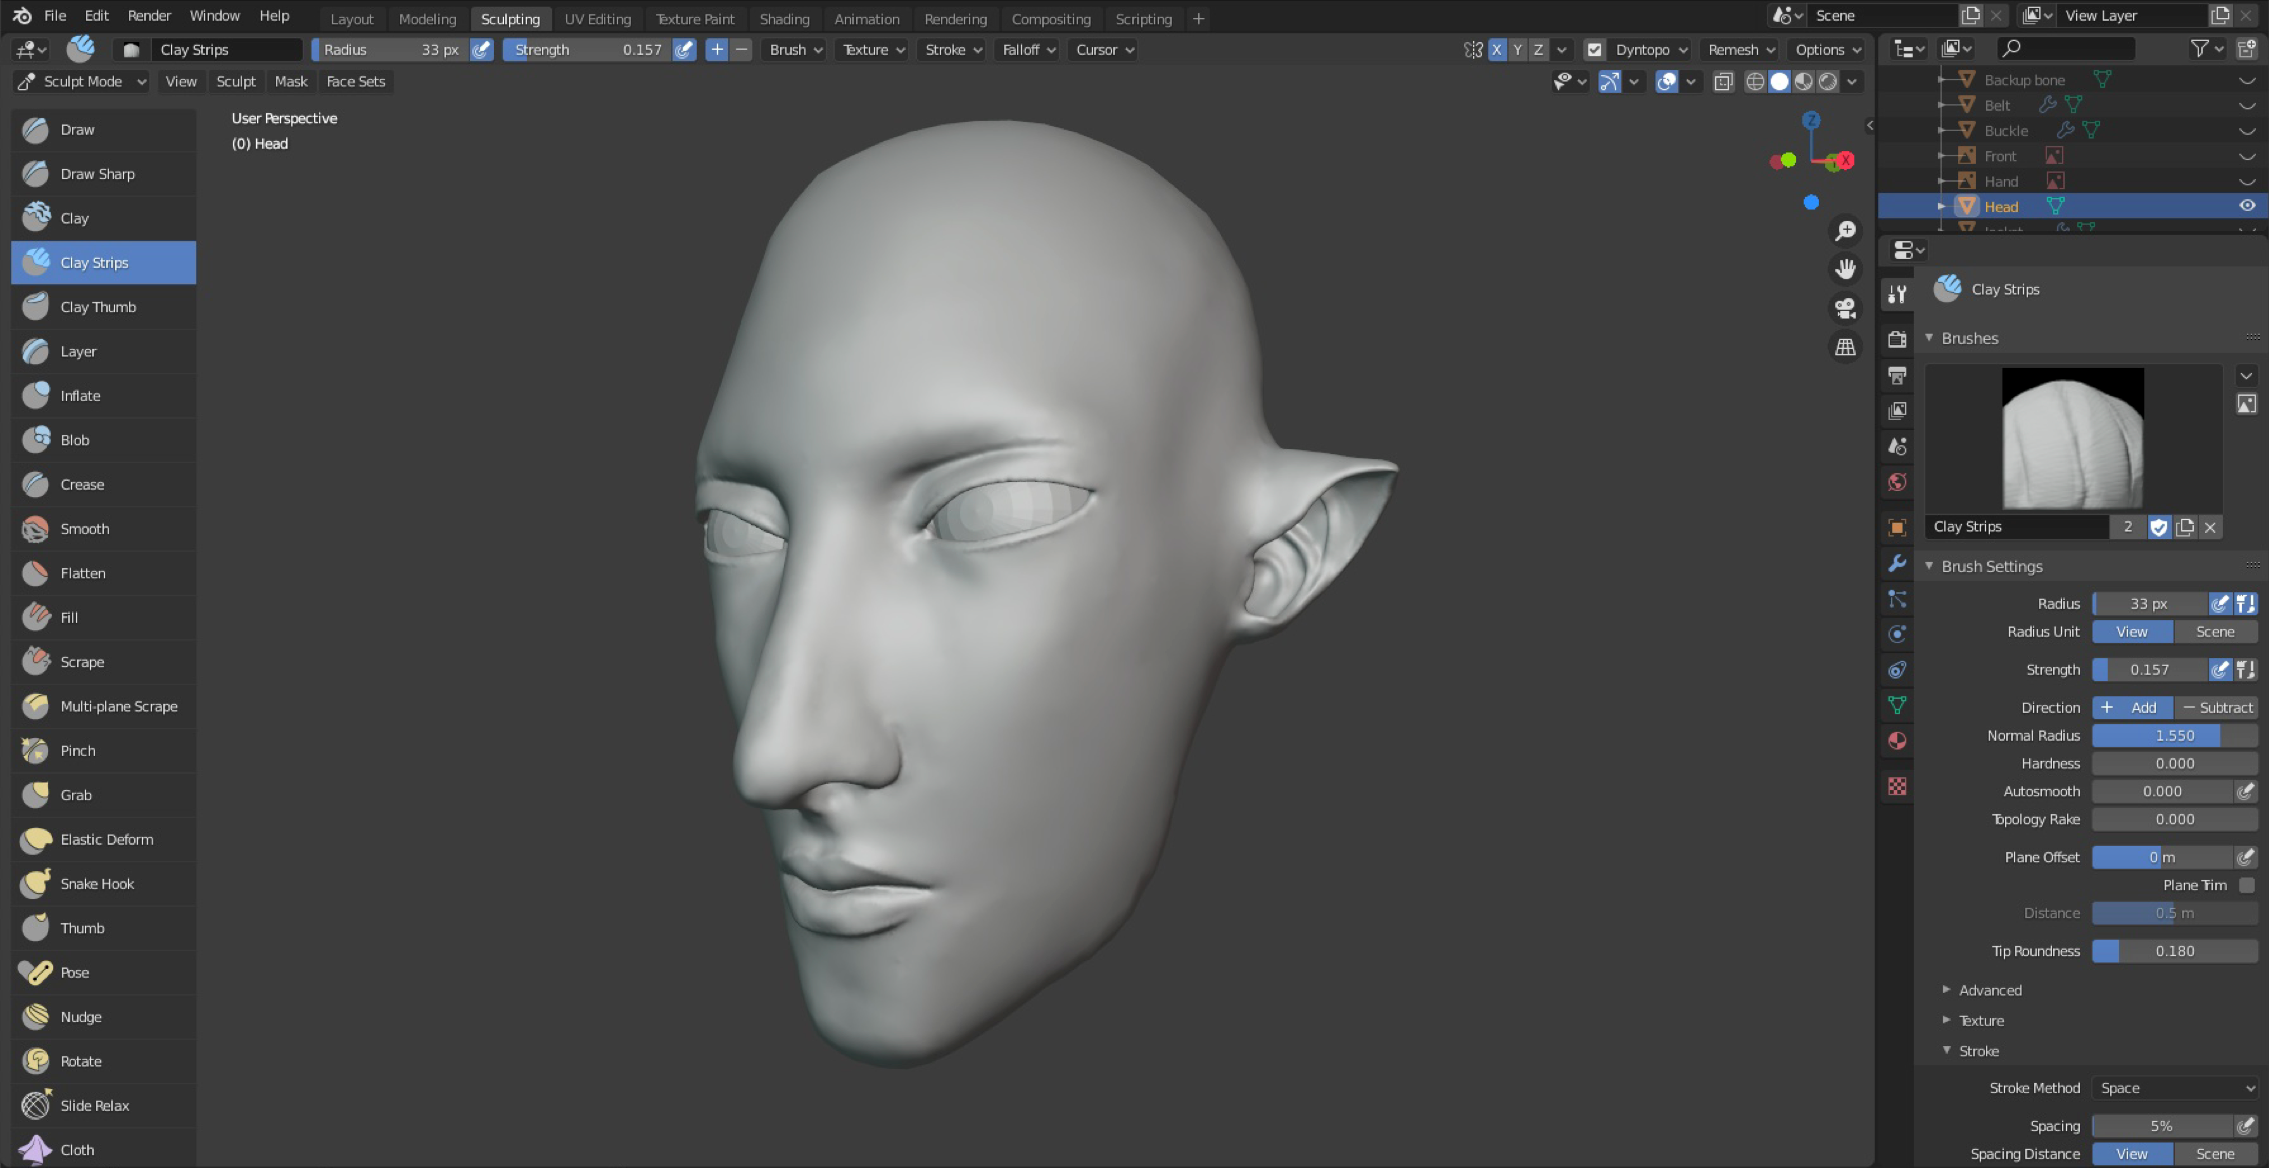 File Edit Render Window Help Layout Modeling Sculpting UV Editing Texture Paint Shading Animation Rendering Compositing Scripting + Scene View Layer
Clay Strips Radius 33 px Strength 0.157 + − Brush Texture Stroke Falloff Cursor X Y Z Dyntopo Remesh Options
Sculpt Mode View Sculpt Mask Face Sets
User Perspective
(0) Head
Z
X
Draw
Draw Sharp
Clay
Clay Strips
Clay Thumb
Layer
Inflate
Blob
Crease
Smooth
Flatten
Fill
Scrape
Multi-plane Scrape
Pinch
Grab
Elastic Deform
Snake Hook
Thumb
Pose
Nudge
Rotate
Slide Relax
Cloth
Backup bone
Belt
Buckle
Front
Hand
Head
Clay Strips
Brushes
Clay Strips 2
Brush Settings
Radius 33 px
Radius Unit View Scene
Strength 0.157
Direction + Add − Subtract
Normal Radius 1.550
Hardness 0.000
Autosmooth 0.000
Topology Rake 0.000
Plane Offset 0 m
Plane Trim
Distance 0.5 m
Tip Roundness 0.180
Advanced
Texture
Stroke
Stroke Method Space
Spacing 5%
Spacing Distance View Scene